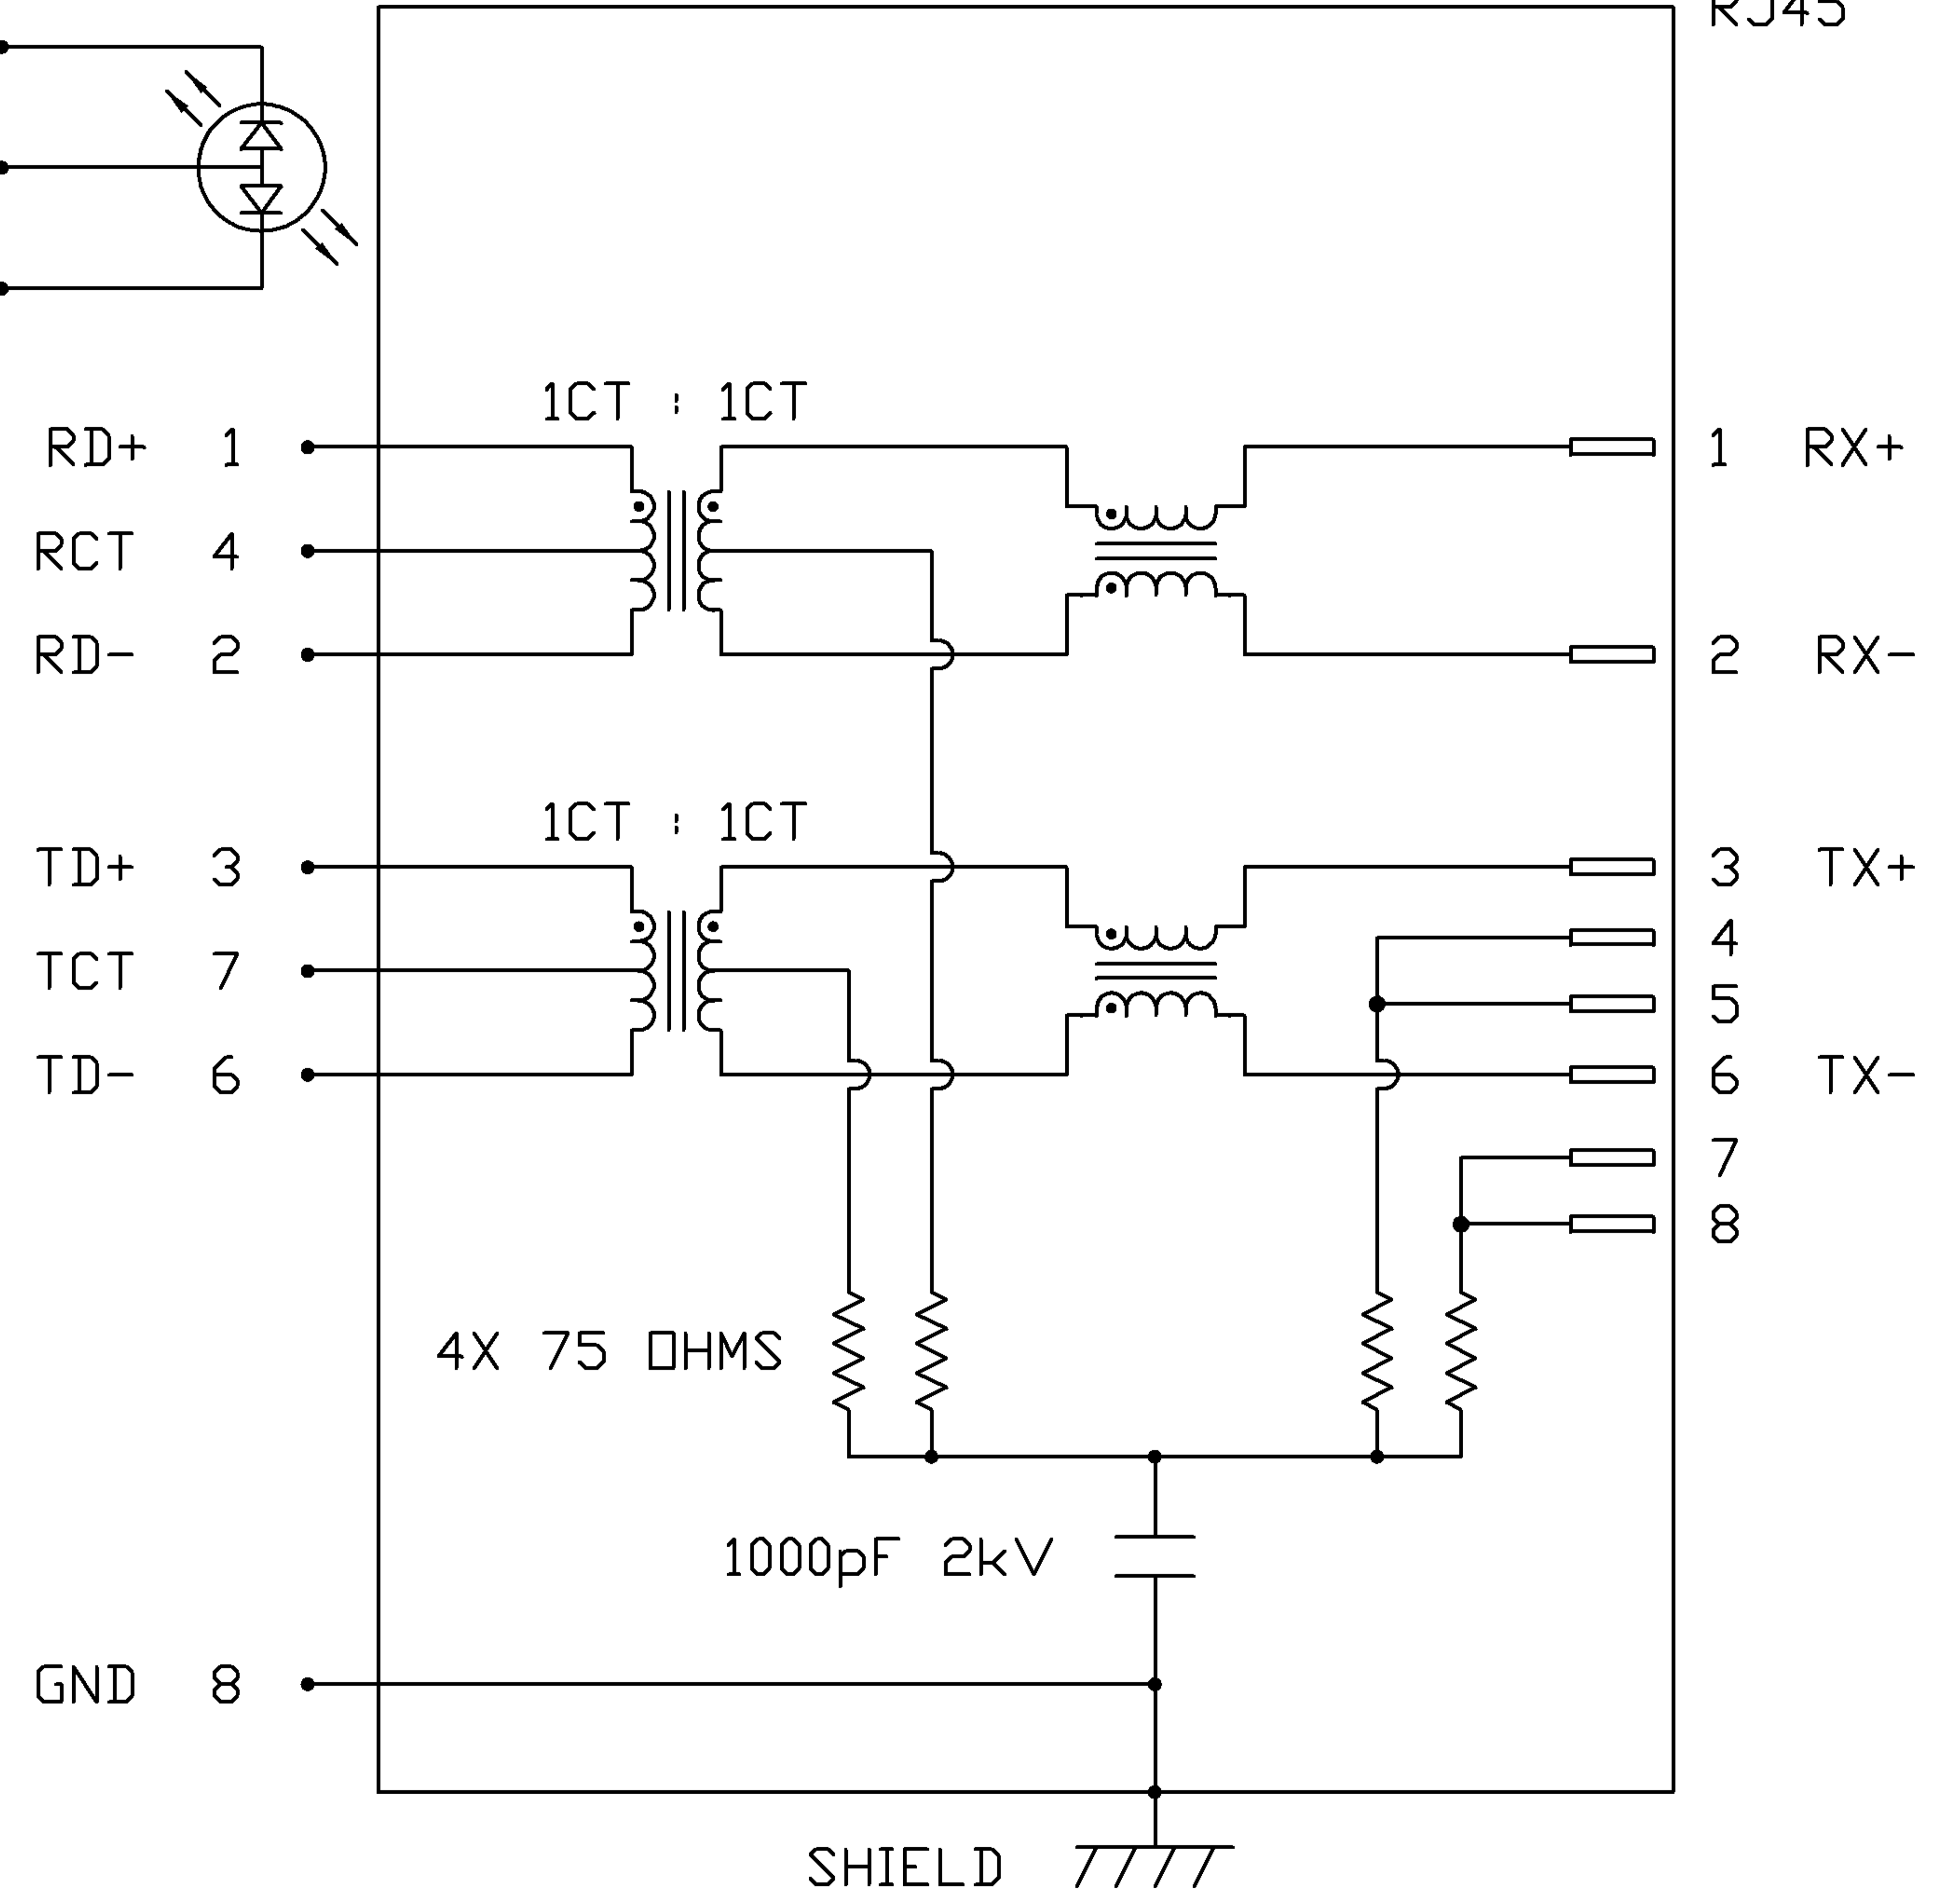 RJ45
1CT : 1CT
RD+ 1 1 RX+
RCT 4
RD- 2 2 RX-
1CT : 1CT
TD+ 3 3 TX+
4
TCT 7
5
TD- 6 6 TX-
7
8
4X 75 OHMS
1000pF 2kV
GND 8
SHIELD